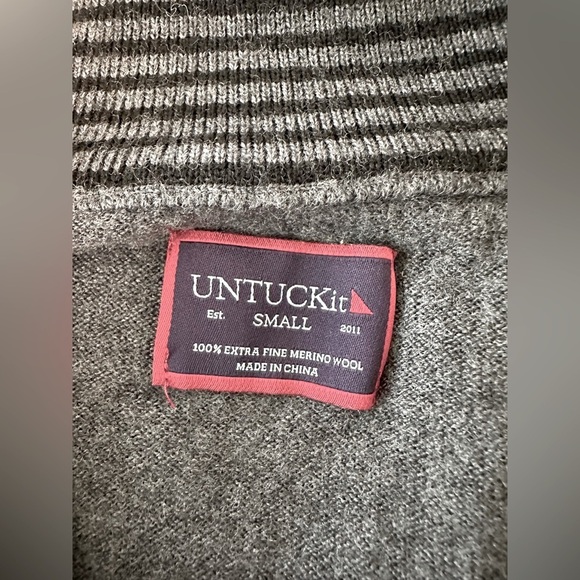 UNTUCKit
Est. SMALL 2011
100% EXTRA FINE MERINO WOOL
MADE IN CHINA